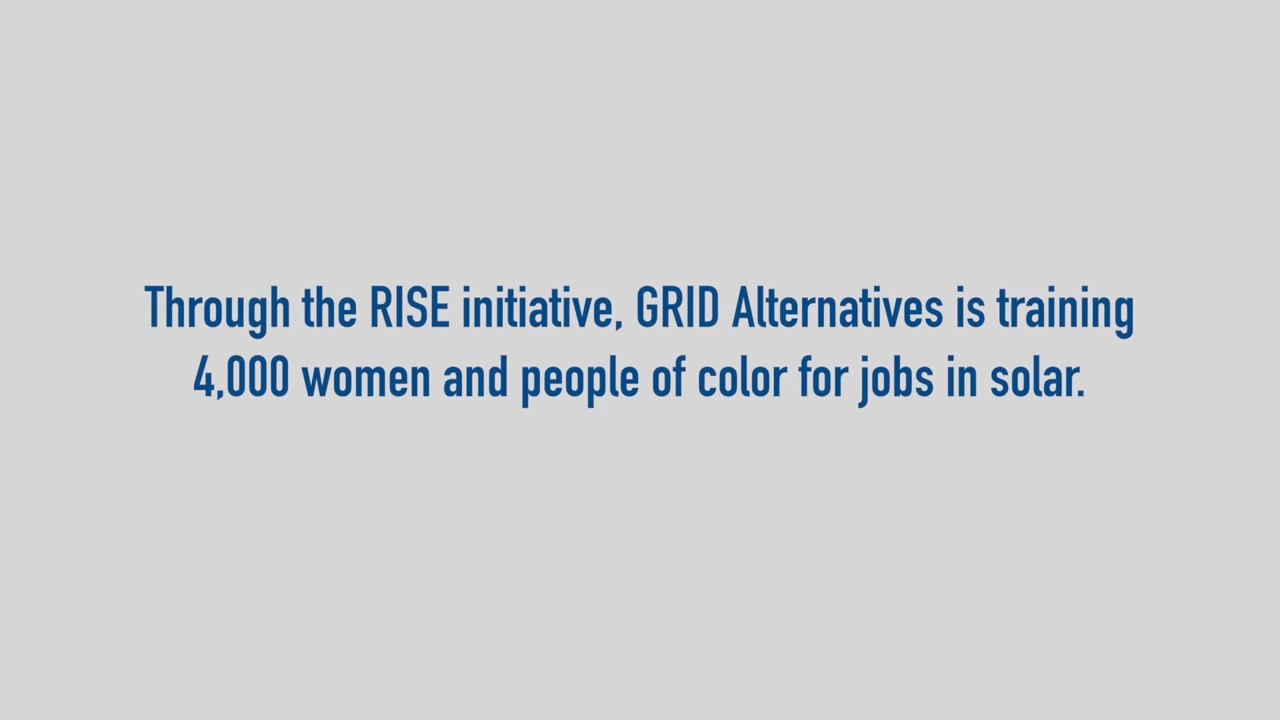 Through the RISE initiative, GRID Alternatives is training
4,000 women and people of color for jobs in solar.